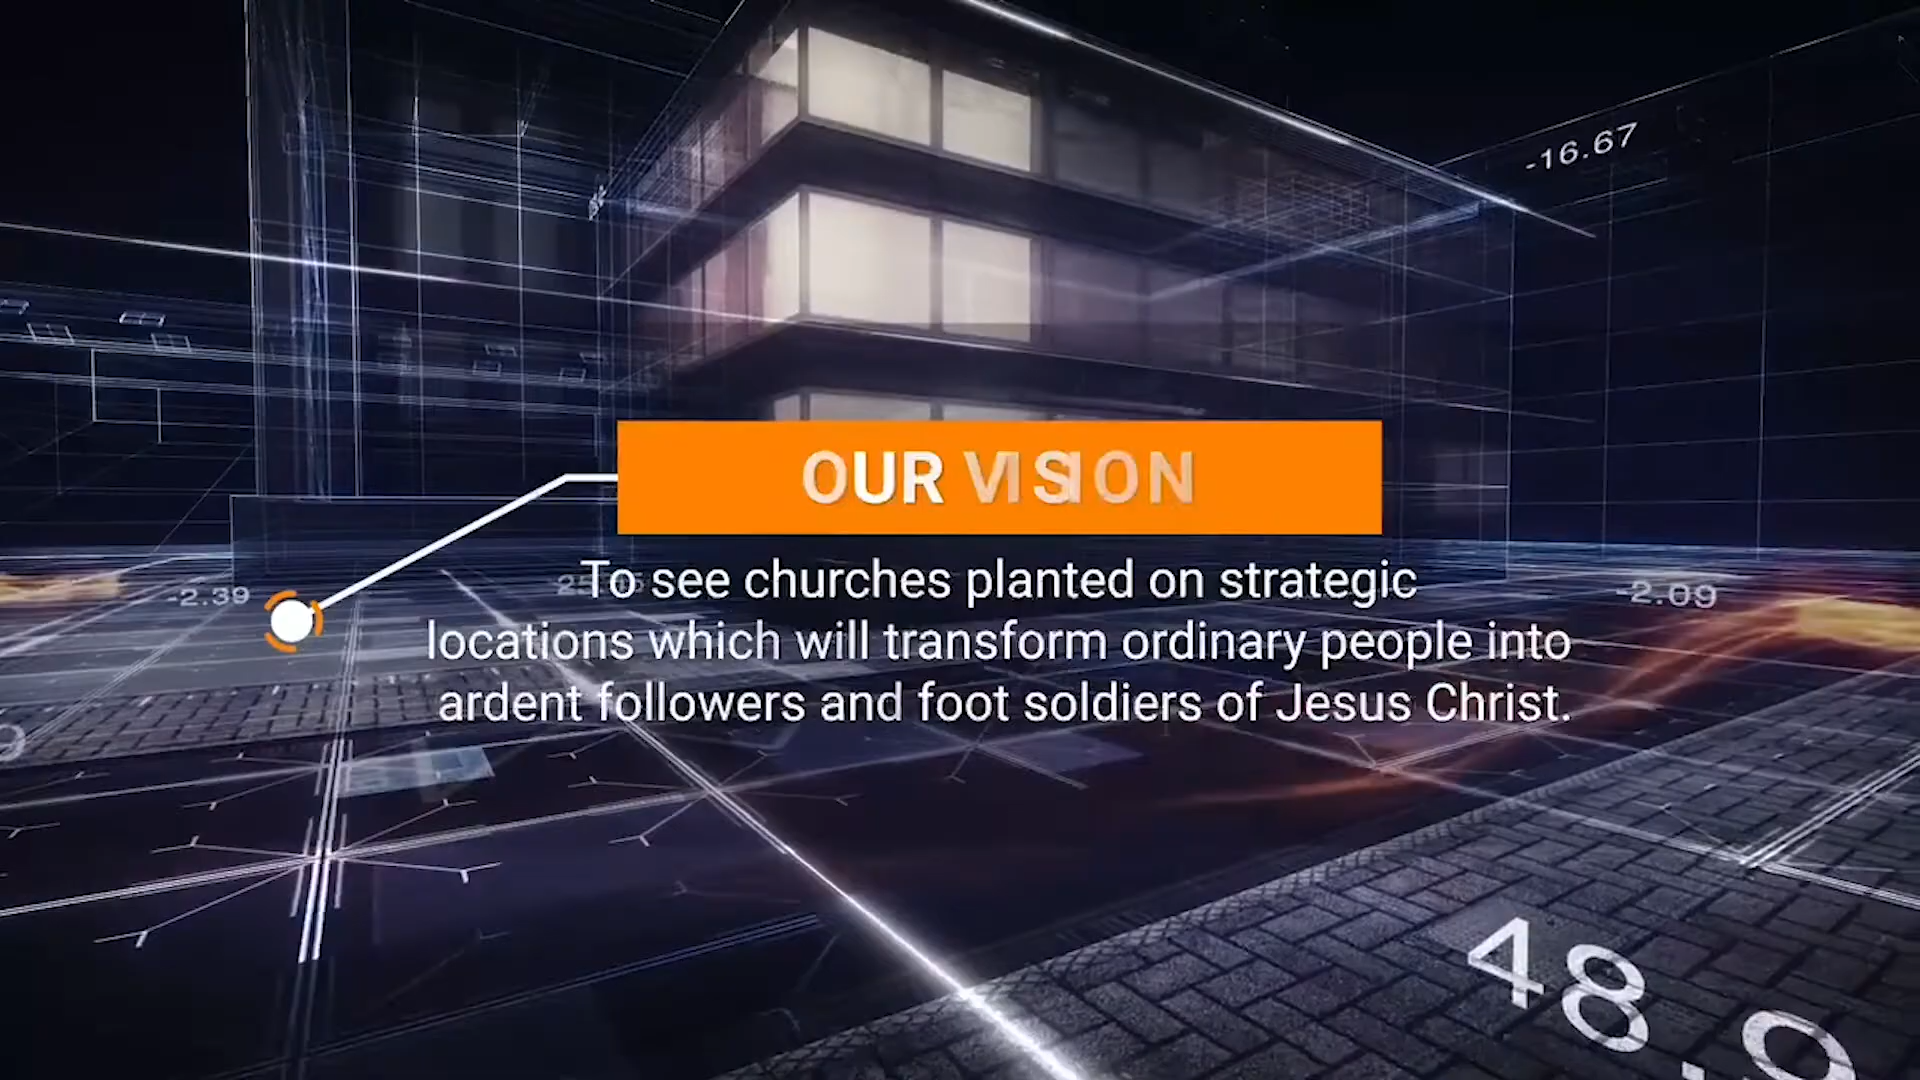 -16.67
OUR VISION
To see churches planted on strategic
locations which will transform ordinary people into
ardent followers and foot soldiers of Jesus Christ.
-2.39
-2.09
48.9